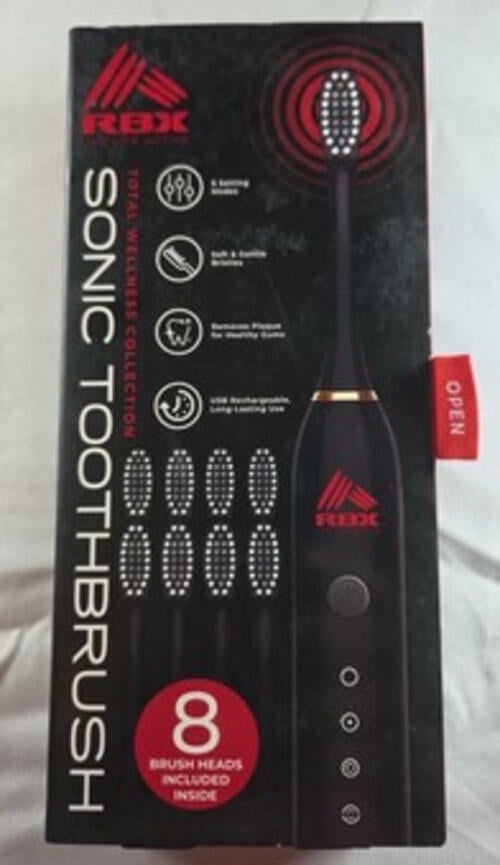 RBX
SONIC TOOTHBRUSH
TOTAL WELLNESS COLLECTION
Modes
Soft & Gentle
Bristles
Removes Plaque
for Healthy Gums
USB Rechargeable,
Long-Lasting Use
OPEN
RBX
8
BRUSH HEADS
INCLUDED
INSIDE